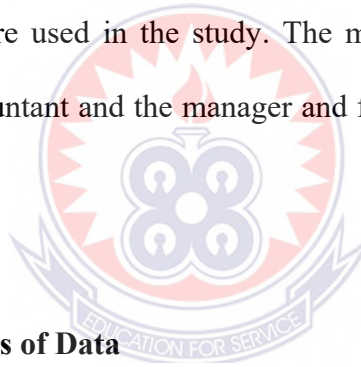 re used in the study. The m
untant and the manager and f
EDUCATION FOR SERVICE
s of Data